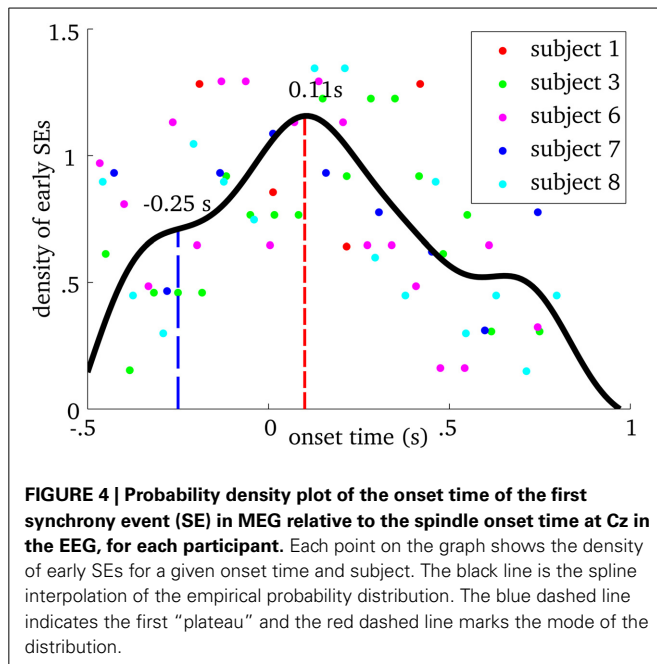 1.5
subject 1
subject 3
subject 6
subject 7
subject 8
0.11s
1
-0.25 s
density of early SEs
.5
0
-.5
0
.5
1
onset time (s)
FIGURE 4 | Probability density plot of the onset time of the first
synchrony event (SE) in MEG relative to the spindle onset time at Cz in
the EEG, for each participant. Each point on the graph shows the density
of early SEs for a given onset time and subject. The black line is the spline
interpolation of the empirical probability distribution. The blue dashed line
indicates the first “plateau” and the red dashed line marks the mode of the
distribution.